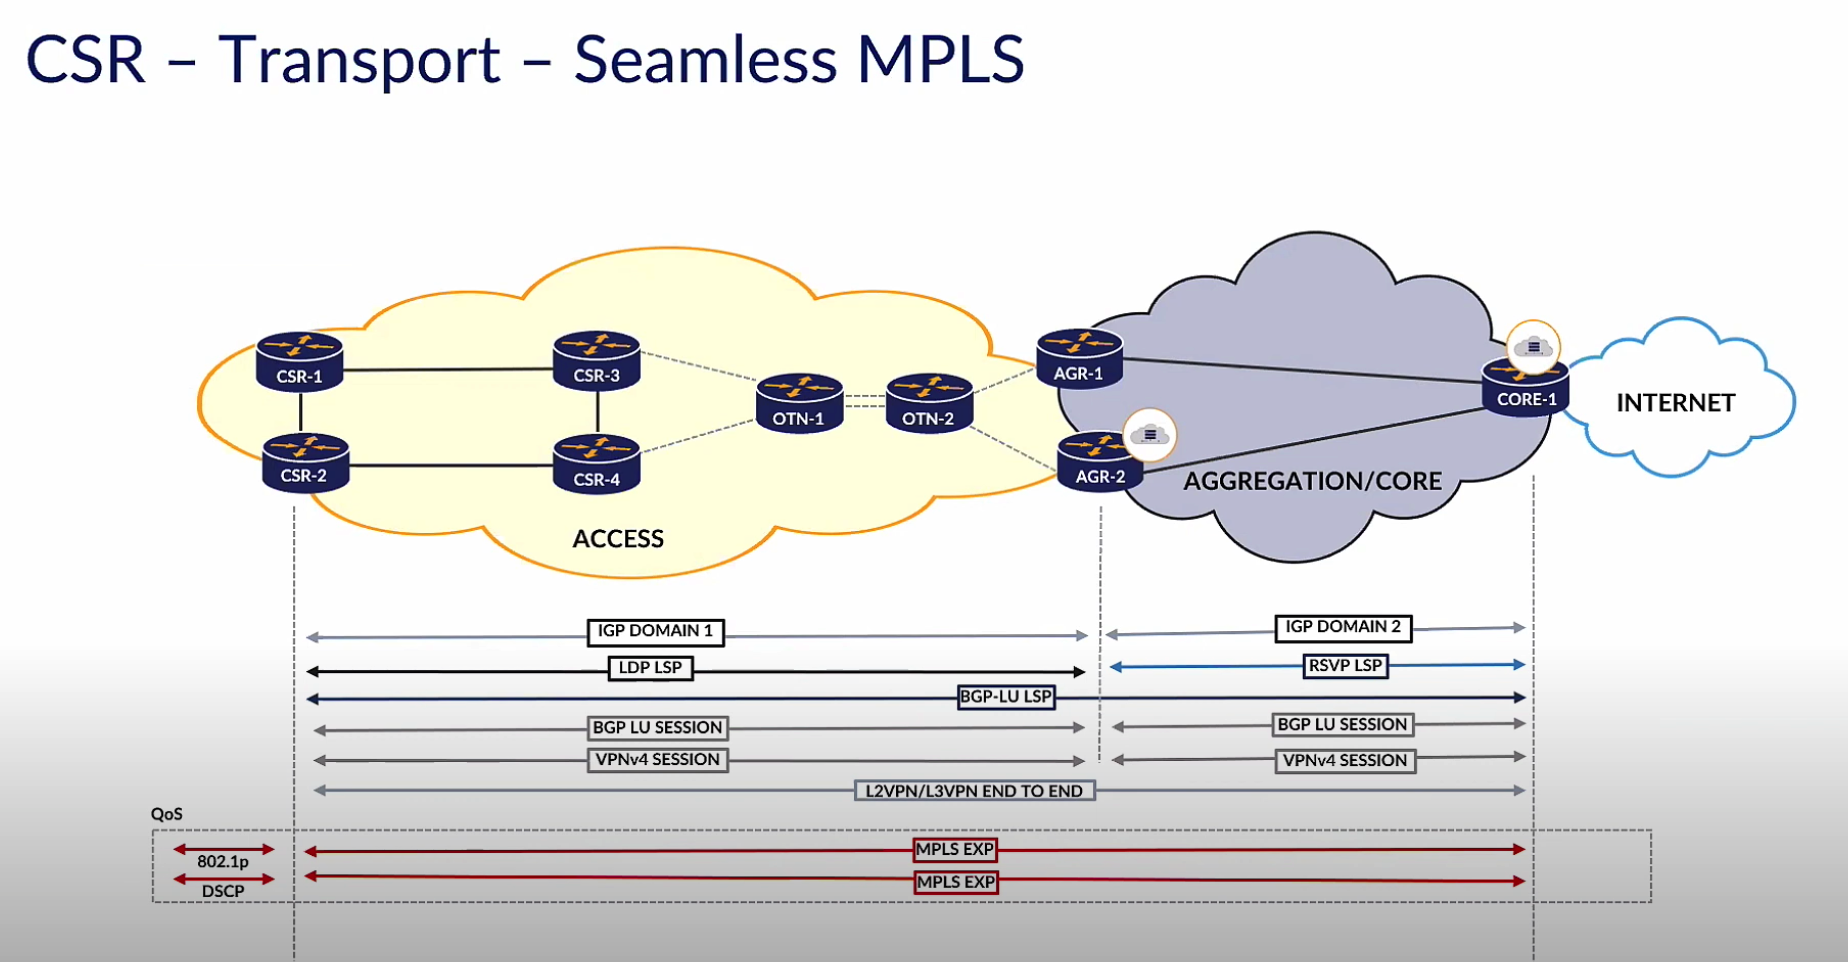 CSR – Transport – Seamless MPLS
CSR-1
CSR-3
AGR-1
OTN-1
OTN-2
CORE-1
INTERNET
CSR-2
CSR-4
AGR-2
AGGREGATION/CORE
ACCESS
IGP DOMAIN 1
IGP DOMAIN 2
LDP LSP
RSVP LSP
BGP-LU LSP
BGP LU SESSION
BGP LU SESSION
VPNv4 SESSION
VPNv4 SESSION
L2VPN/L3VPN END TO END
QoS
802.1p
MPLS EXP
DSCP
MPLS EXP